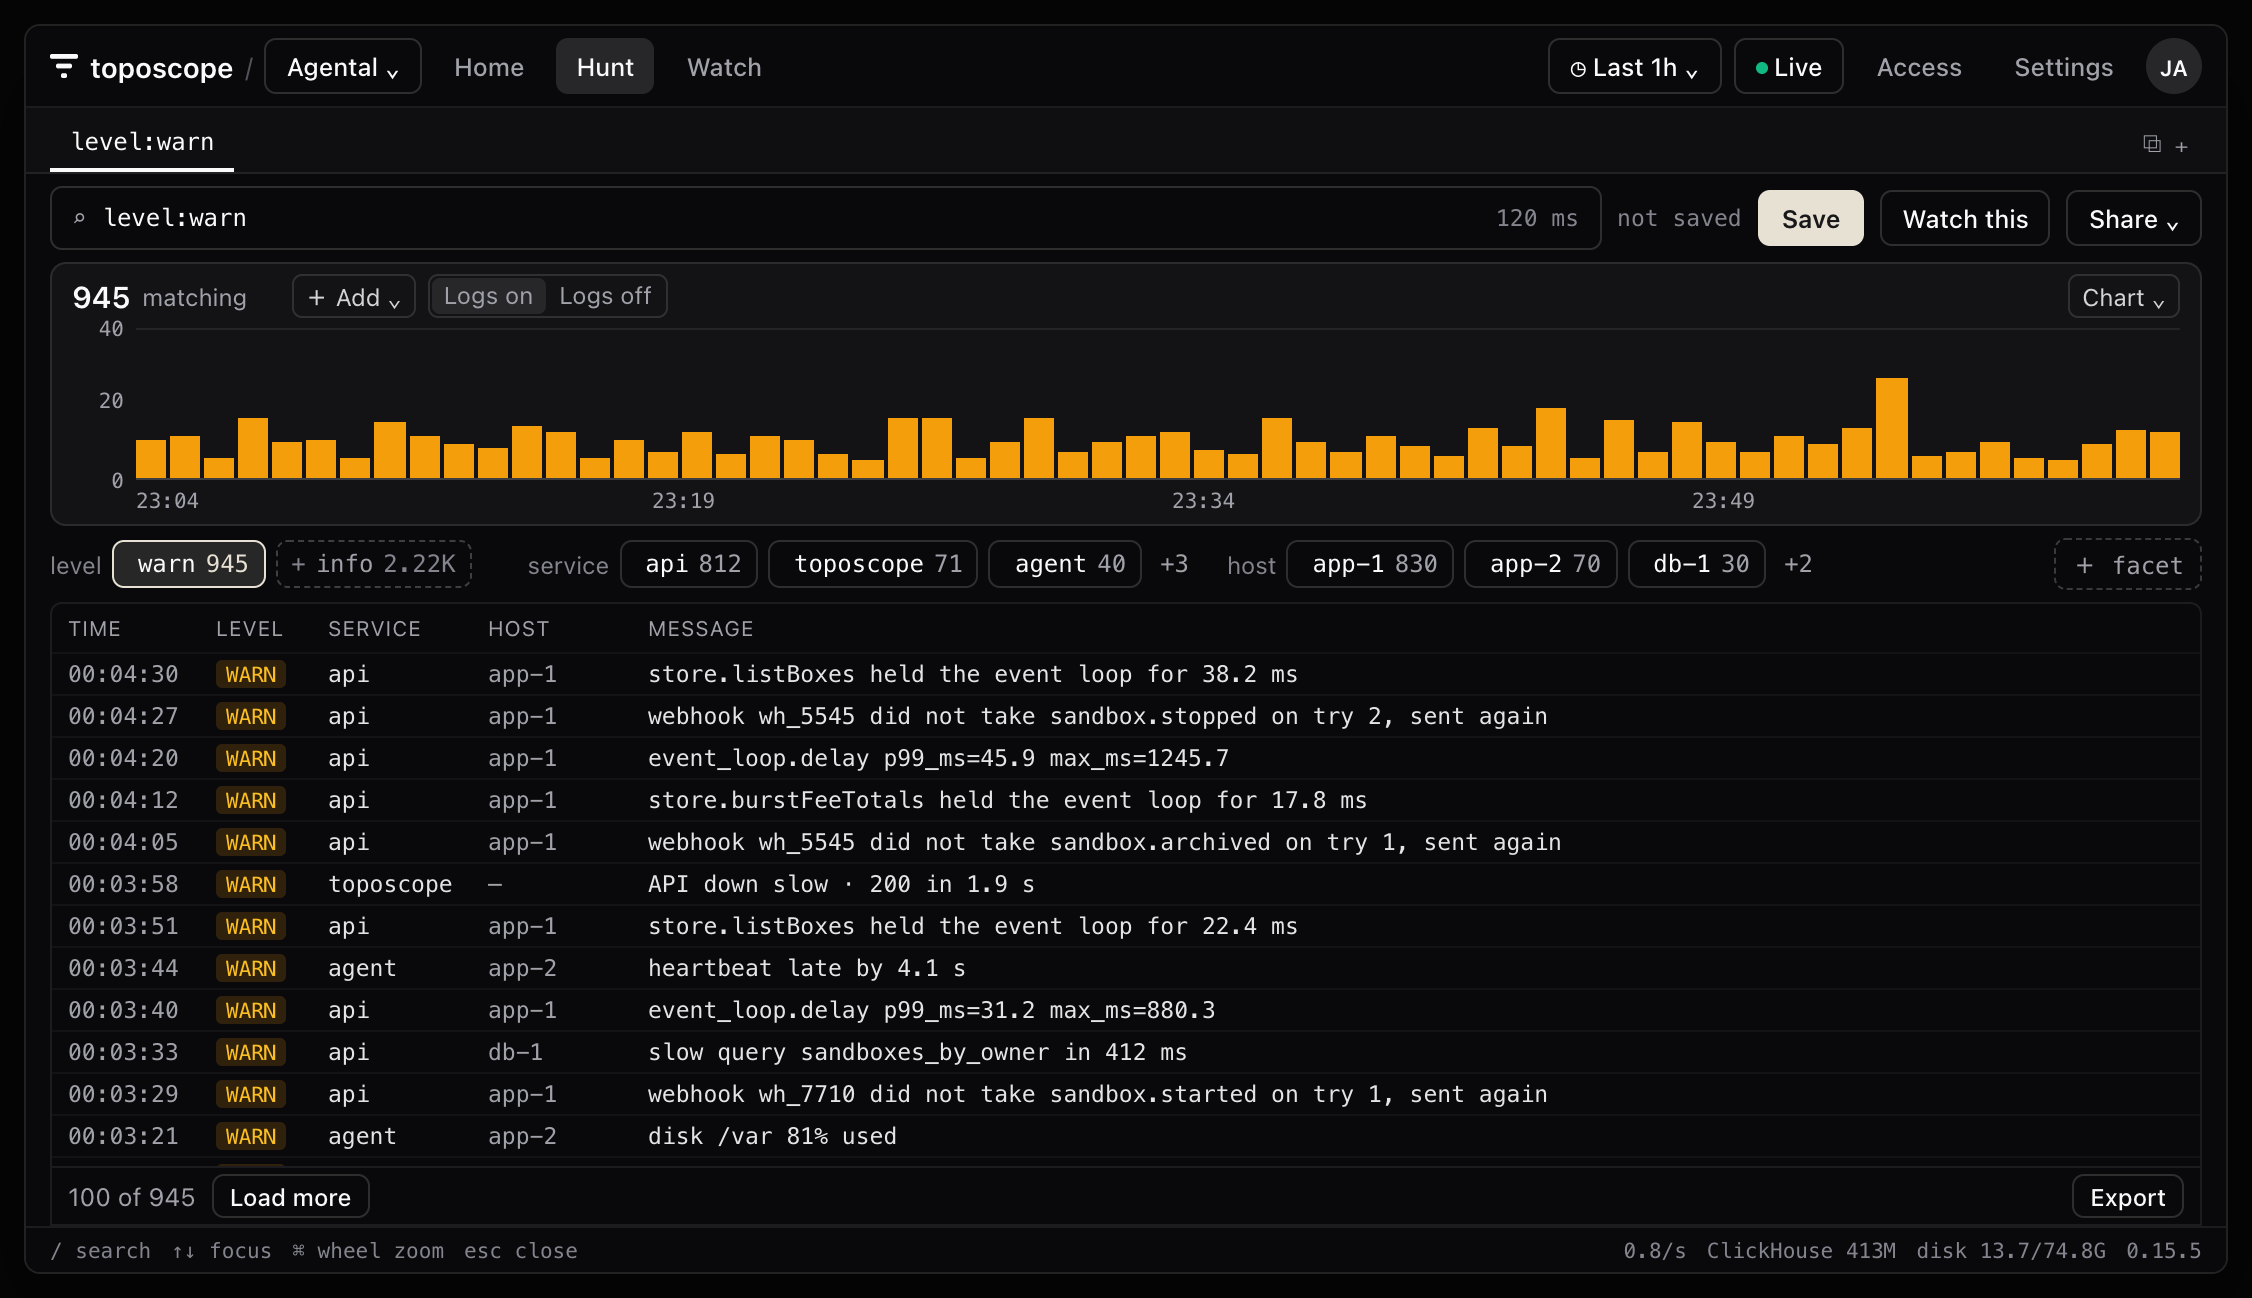 toposcope / Agental Home Hunt Watch Last 1h Live Access Settings JA
level:warn +
level:warn 120 ms not saved Save Watch this Share
945 matching + Add Logs on Logs off Chart
40
20
0
23:04 23:19 23:34 23:49
level warn 945 + info 2.22K service api 812 toposcope 71 agent 40 +3 host app-1 830 app-2 70 db-1 30 +2 + facet
TIME LEVEL SERVICE HOST MESSAGE
00:04:30 WARN api app-1 store.listBoxes held the event loop for 38.2 ms
00:04:27 WARN api app-1 webhook wh_5545 did not take sandbox.stopped on try 2, sent again
00:04:20 WARN api app-1 event_loop.delay p99_ms=45.9 max_ms=1245.7
00:04:12 WARN api app-1 store.burstFeeTotals held the event loop for 17.8 ms
00:04:05 WARN api app-1 webhook wh_5545 did not take sandbox.archived on try 1, sent again
00:03:58 WARN toposcope — API down slow · 200 in 1.9 s
00:03:51 WARN api app-1 store.listBoxes held the event loop for 22.4 ms
00:03:44 WARN agent app-2 heartbeat late by 4.1 s
00:03:40 WARN api app-1 event_loop.delay p99_ms=31.2 max_ms=880.3
00:03:33 WARN api db-1 slow query sandboxes_by_owner in 412 ms
00:03:29 WARN api app-1 webhook wh_7710 did not take sandbox.started on try 1, sent again
00:03:21 WARN agent app-2 disk /var 81% used
100 of 945 Load more Export
/ search ↑↓ focus ⌘ wheel zoom esc close 0.8/s ClickHouse 413M disk 13.7/74.8G 0.15.5